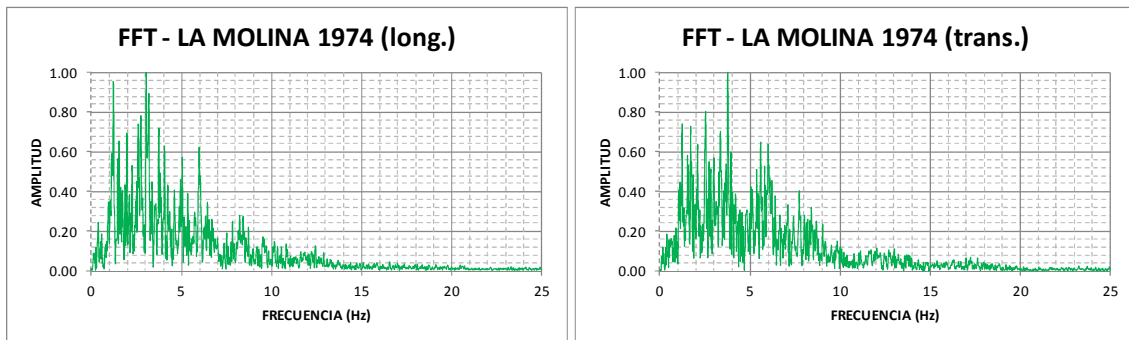 FFT - LA MOLINA 1974 (long.)
1.00
0.80
0.60
0.40
0.20
0.00
AMPLITUD
0 5 10 15 20 25
FRECUENCIA (Hz)
FFT - LA MOLINA 1974 (trans.)
1.00
0.80
0.60
0.40
0.20
0.00
AMPLITUD
0 5 10 15 20 25
FRECUENCIA (Hz)